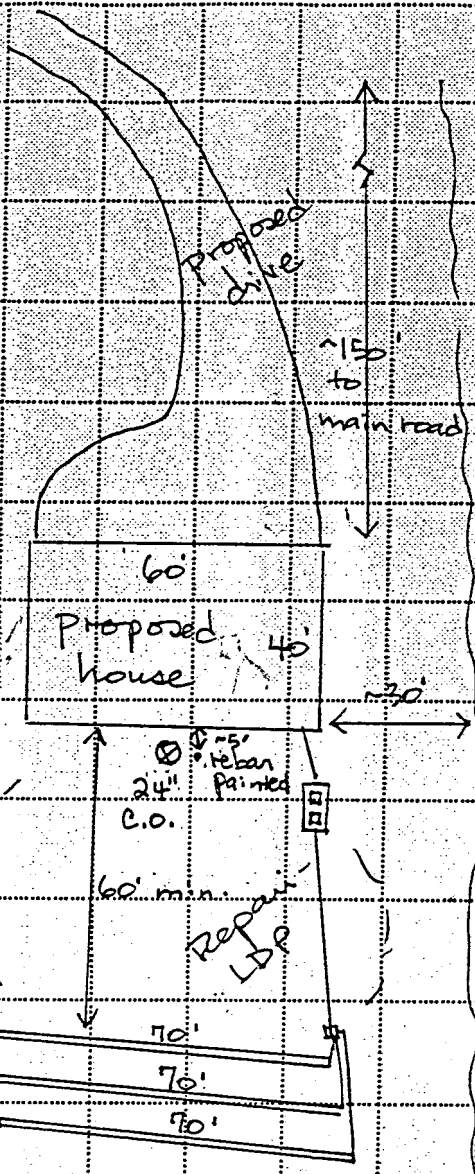 proposed
drive
~150'
to
main road
60'
proposed
house
40'
~30'
~5'
rebar
painted
24"
C.O.
60' min.
Repair
LDP
70'
70'
70'